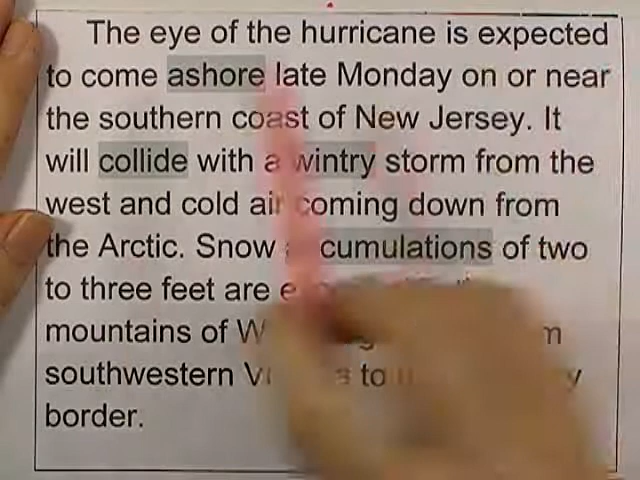 The eye of the hurricane is expected
to come ashore late Monday on or near
the southern coast of New Jersey. It
will collide with a wintry storm from the
west and cold air coming down from
the Arctic. Snow accumulations of two
to three feet are
mountains of
southwestern to
border.